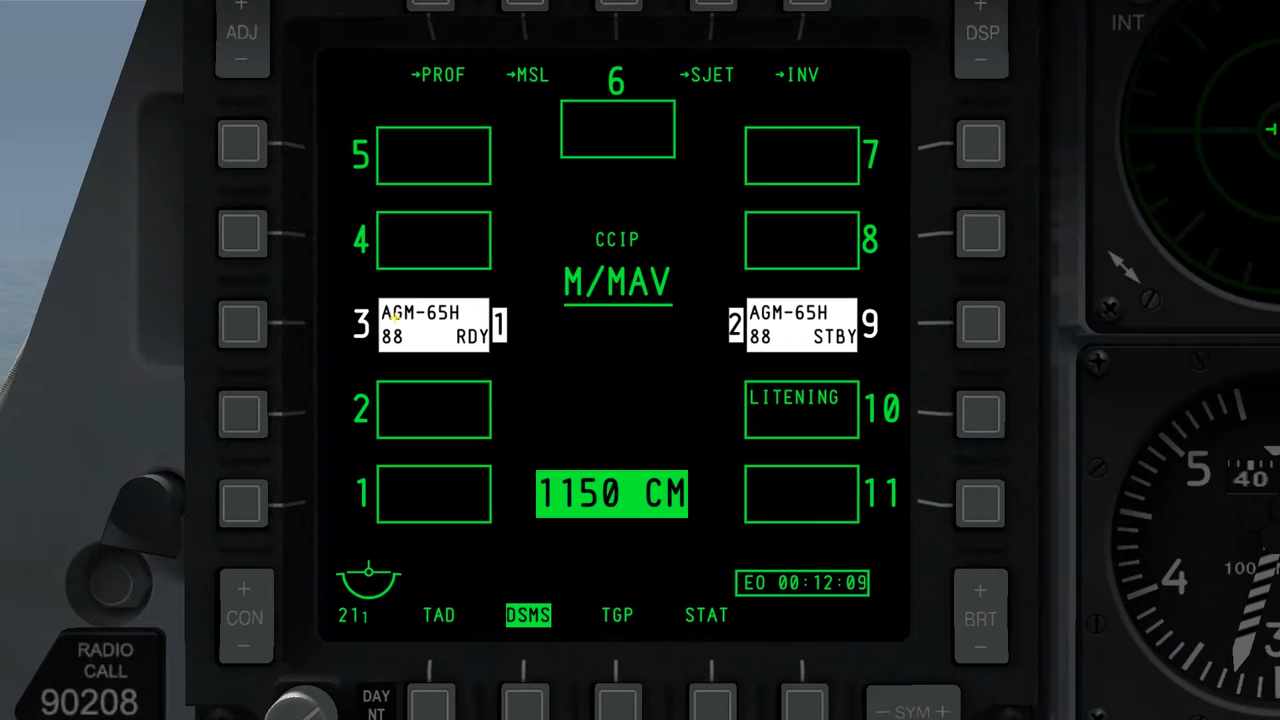 ADJ
DSP
INT
→PROF →MSL 6 →SJET →INV
5
7
4
8
CCIP
M/MAV
3 AGM-65H 1
88 RDY
2 AGM-65H 9
88 STBY
2
LITENING 10
1
1150 CM
11
EO 00:12:09
211 TAD DSMS TGP STAT
CON
BRT
RADIO
CALL
90208
DAY
NT
- SYM +
5
40
4
100
3